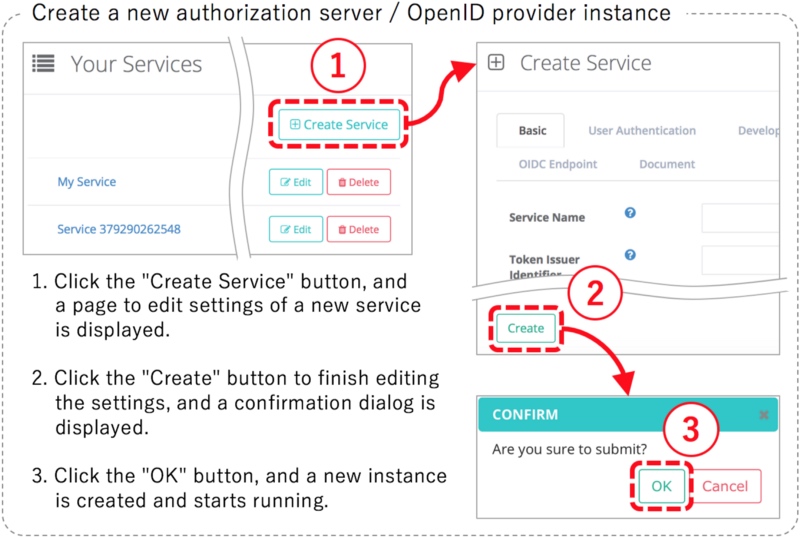 Create a new authorization server / OpenID provider instance
Your Services
1
Create Service
My Service
Edit
Delete
Service 379290262548
Edit
Delete
1. Click the "Create Service" button, and
a page to edit settings of a new service
is displayed.
2. Click the "Create" button to finish editing
the settings, and a confirmation dialog is
displayed.
3. Click the "OK" button, and a new instance
is created and starts running.
Create Service
Basic
User Authentication
Develop
OIDC Endpoint
Document
Service Name
?
Token Issuer
?
Identifier
2
Create
CONFIRM
Are you sure to submit?
3
OK
Cancel